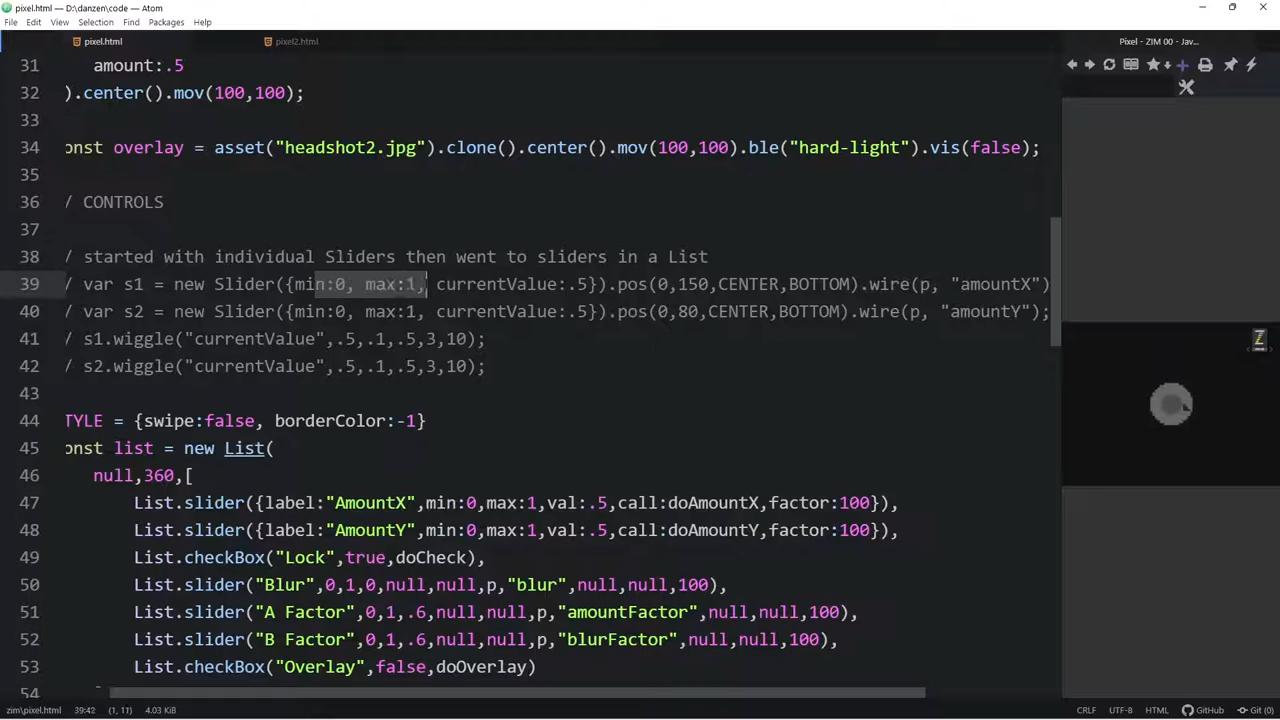 pixel.html — D:\danzen\code — Atom
File Edit View Selection Find Packages Help
pixel.html pixel2.html Pixel - ZIM 00 - Jav...
31 amount:.5
32 ).center().mov(100,100);
33
34 onst overlay = asset("headshot2.jpg").clone().center().mov(100,100).ble("hard-light").vis(false);
35
36 / CONTROLS
37
38 / started with individual Sliders then went to sliders in a List
39 / var s1 = new Slider({min:0, max:1, currentValue:.5}).pos(0,150,CENTER,BOTTOM).wire(p, "amountX")
40 / var s2 = new Slider({min:0, max:1, currentValue:.5}).pos(0,80,CENTER,BOTTOM).wire(p, "amountY");
41 / s1.wiggle("currentValue",.5,.1,.5,3,10);
42 / s2.wiggle("currentValue",.5,.1,.5,3,10);
43
44 TYLE = {swipe:false, borderColor:-1}
45 onst list = new List(
46 null,360,[
47 List.slider({label:"AmountX",min:0,max:1,val:.5,call:doAmountX,factor:100}),
48 List.slider({label:"AmountY",min:0,max:1,val:.5,call:doAmountY,factor:100}),
49 List.checkBox("Lock",true,doCheck),
50 List.slider("Blur",0,1,0,null,null,p,"blur",null,null,100),
51 List.slider("A Factor",0,1,.6,null,null,p,"amountFactor",null,null,100),
52 List.slider("B Factor",0,1,.6,null,null,p,"blurFactor",null,null,100),
53 List.checkBox("Overlay",false,doOverlay)
54
Z
zim\pixel.html 39:42 (1, 11) 4.03 KiB CRLF UTF-8 HTML GitHub Git (0)